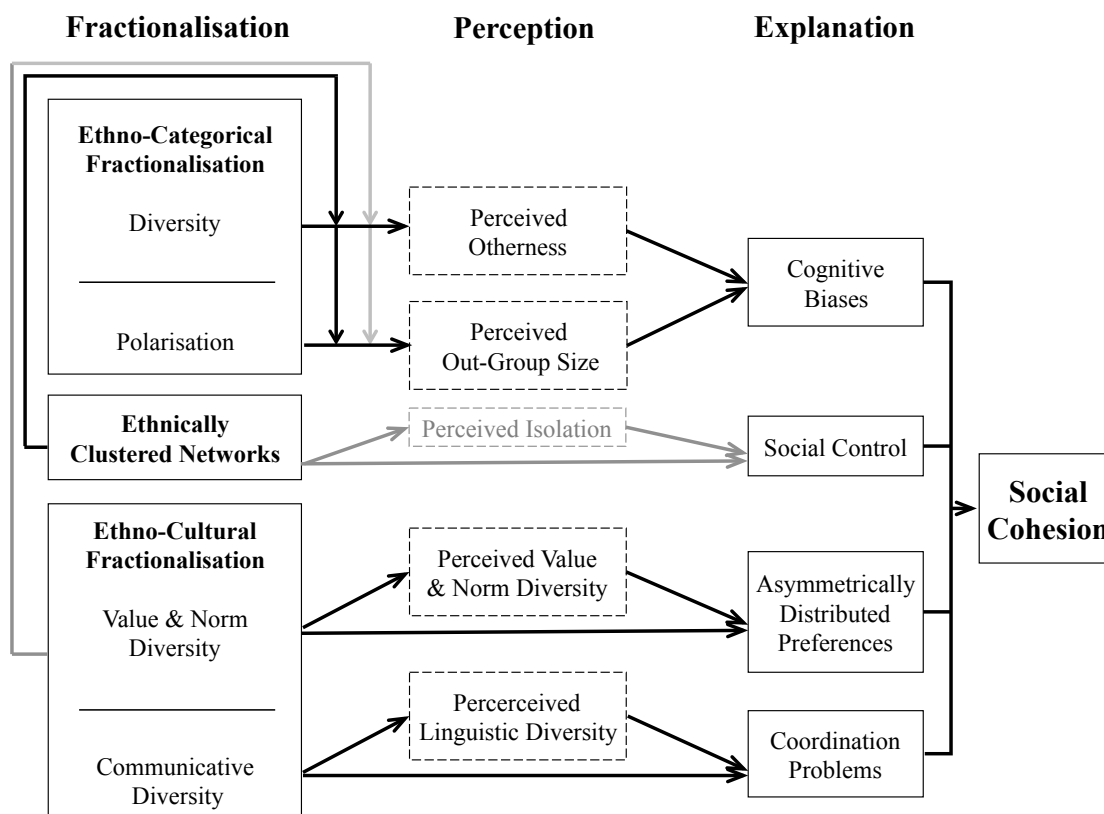 Fractionalisation
Perception
Explanation
Ethno-Categorical
Fractionalisation
Diversity
Polarisation
Perceived
Otherness
Perceived
Out-Group Size
Cognitive
Biases
Ethnically
Clustered Networks
Perceived Isolation
Social Control
Social
Cohesion
Ethno-Cultural
Fractionalisation
Value & Norm
Diversity
Communicative
Diversity
Perceived Value
& Norm Diversity
Asymmetrically
Distributed
Preferences
Percerceived
Linguistic Diversity
Coordination
Problems